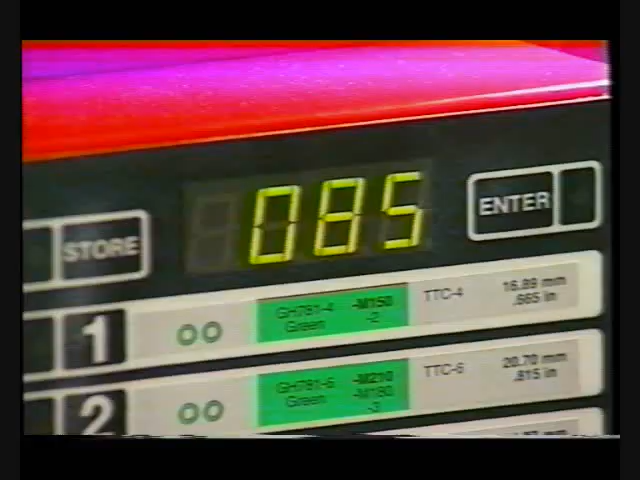 085
STORE
ENTER
1
GH781-4 -M150
Green -2
TTC-4
16.89 mm
.665 in
2
GH781-6 -M210
Green -M180
-3
TTC-6
20.70 mm
.815 in